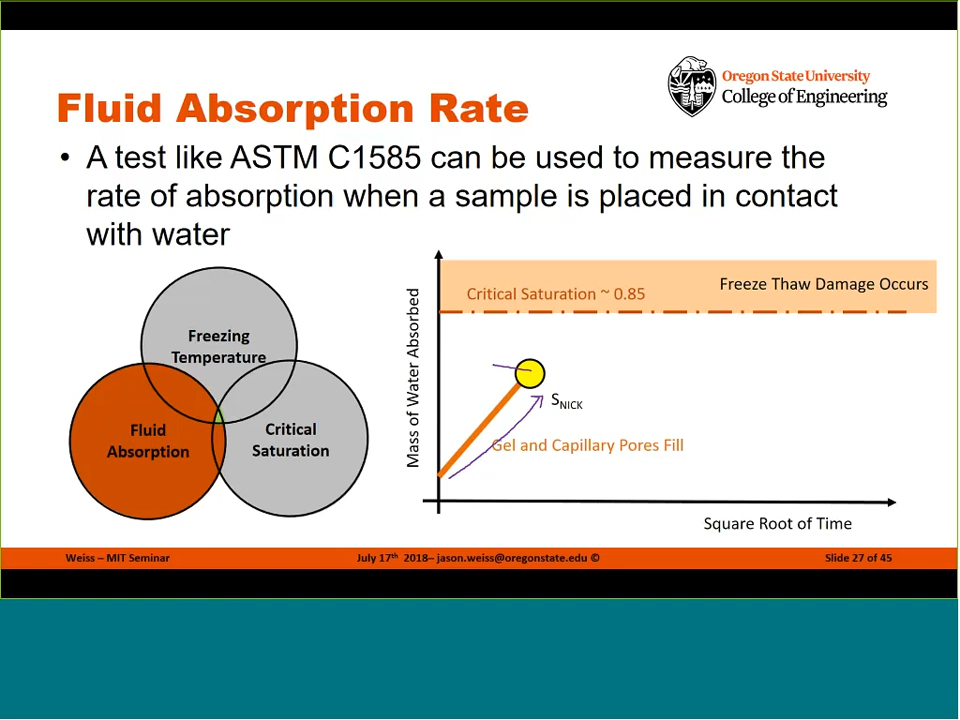 Oregon State University
College of Engineering
Fluid Absorption Rate
• A test like ASTM C1585 can be used to measure the
rate of absorption when a sample is placed in contact
with water
Freezing
Temperature
Fluid
Absorption
Critical
Saturation
Mass of Water Absorbed
Critical Saturation ~ 0.85
Freeze Thaw Damage Occurs
SNICK
Gel and Capillary Pores Fill
Square Root of Time
Weiss – MIT Seminar
July 17th 2018– jason.weiss@oregonstate.edu ©
Slide 27 of 45